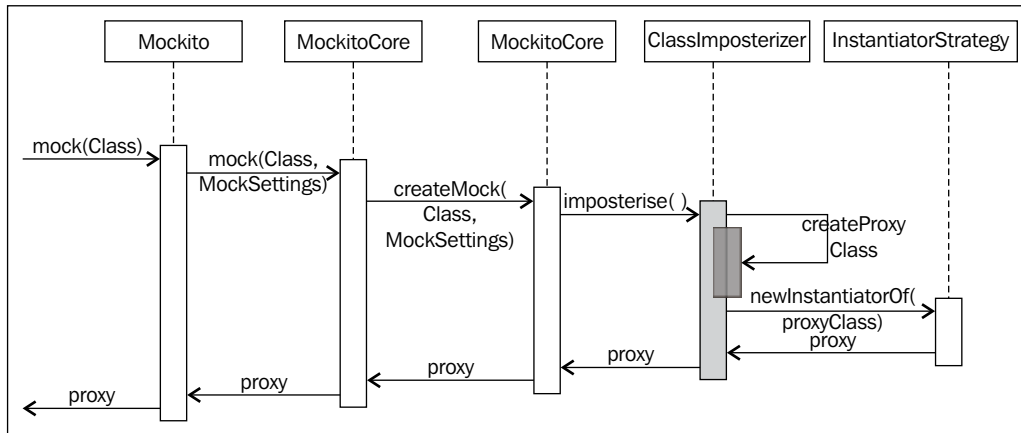 Mockito
MockitoCore
MockitoCore
ClassImposterizer
InstantiatorStrategy
mock(Class)
mock(Class,
MockSettings)
createMock(
Class,
MockSettings)
imposterise( )
createProxy
Class
newInstantiatorOf(
proxyClass)
proxy
proxy
proxy
proxy
proxy